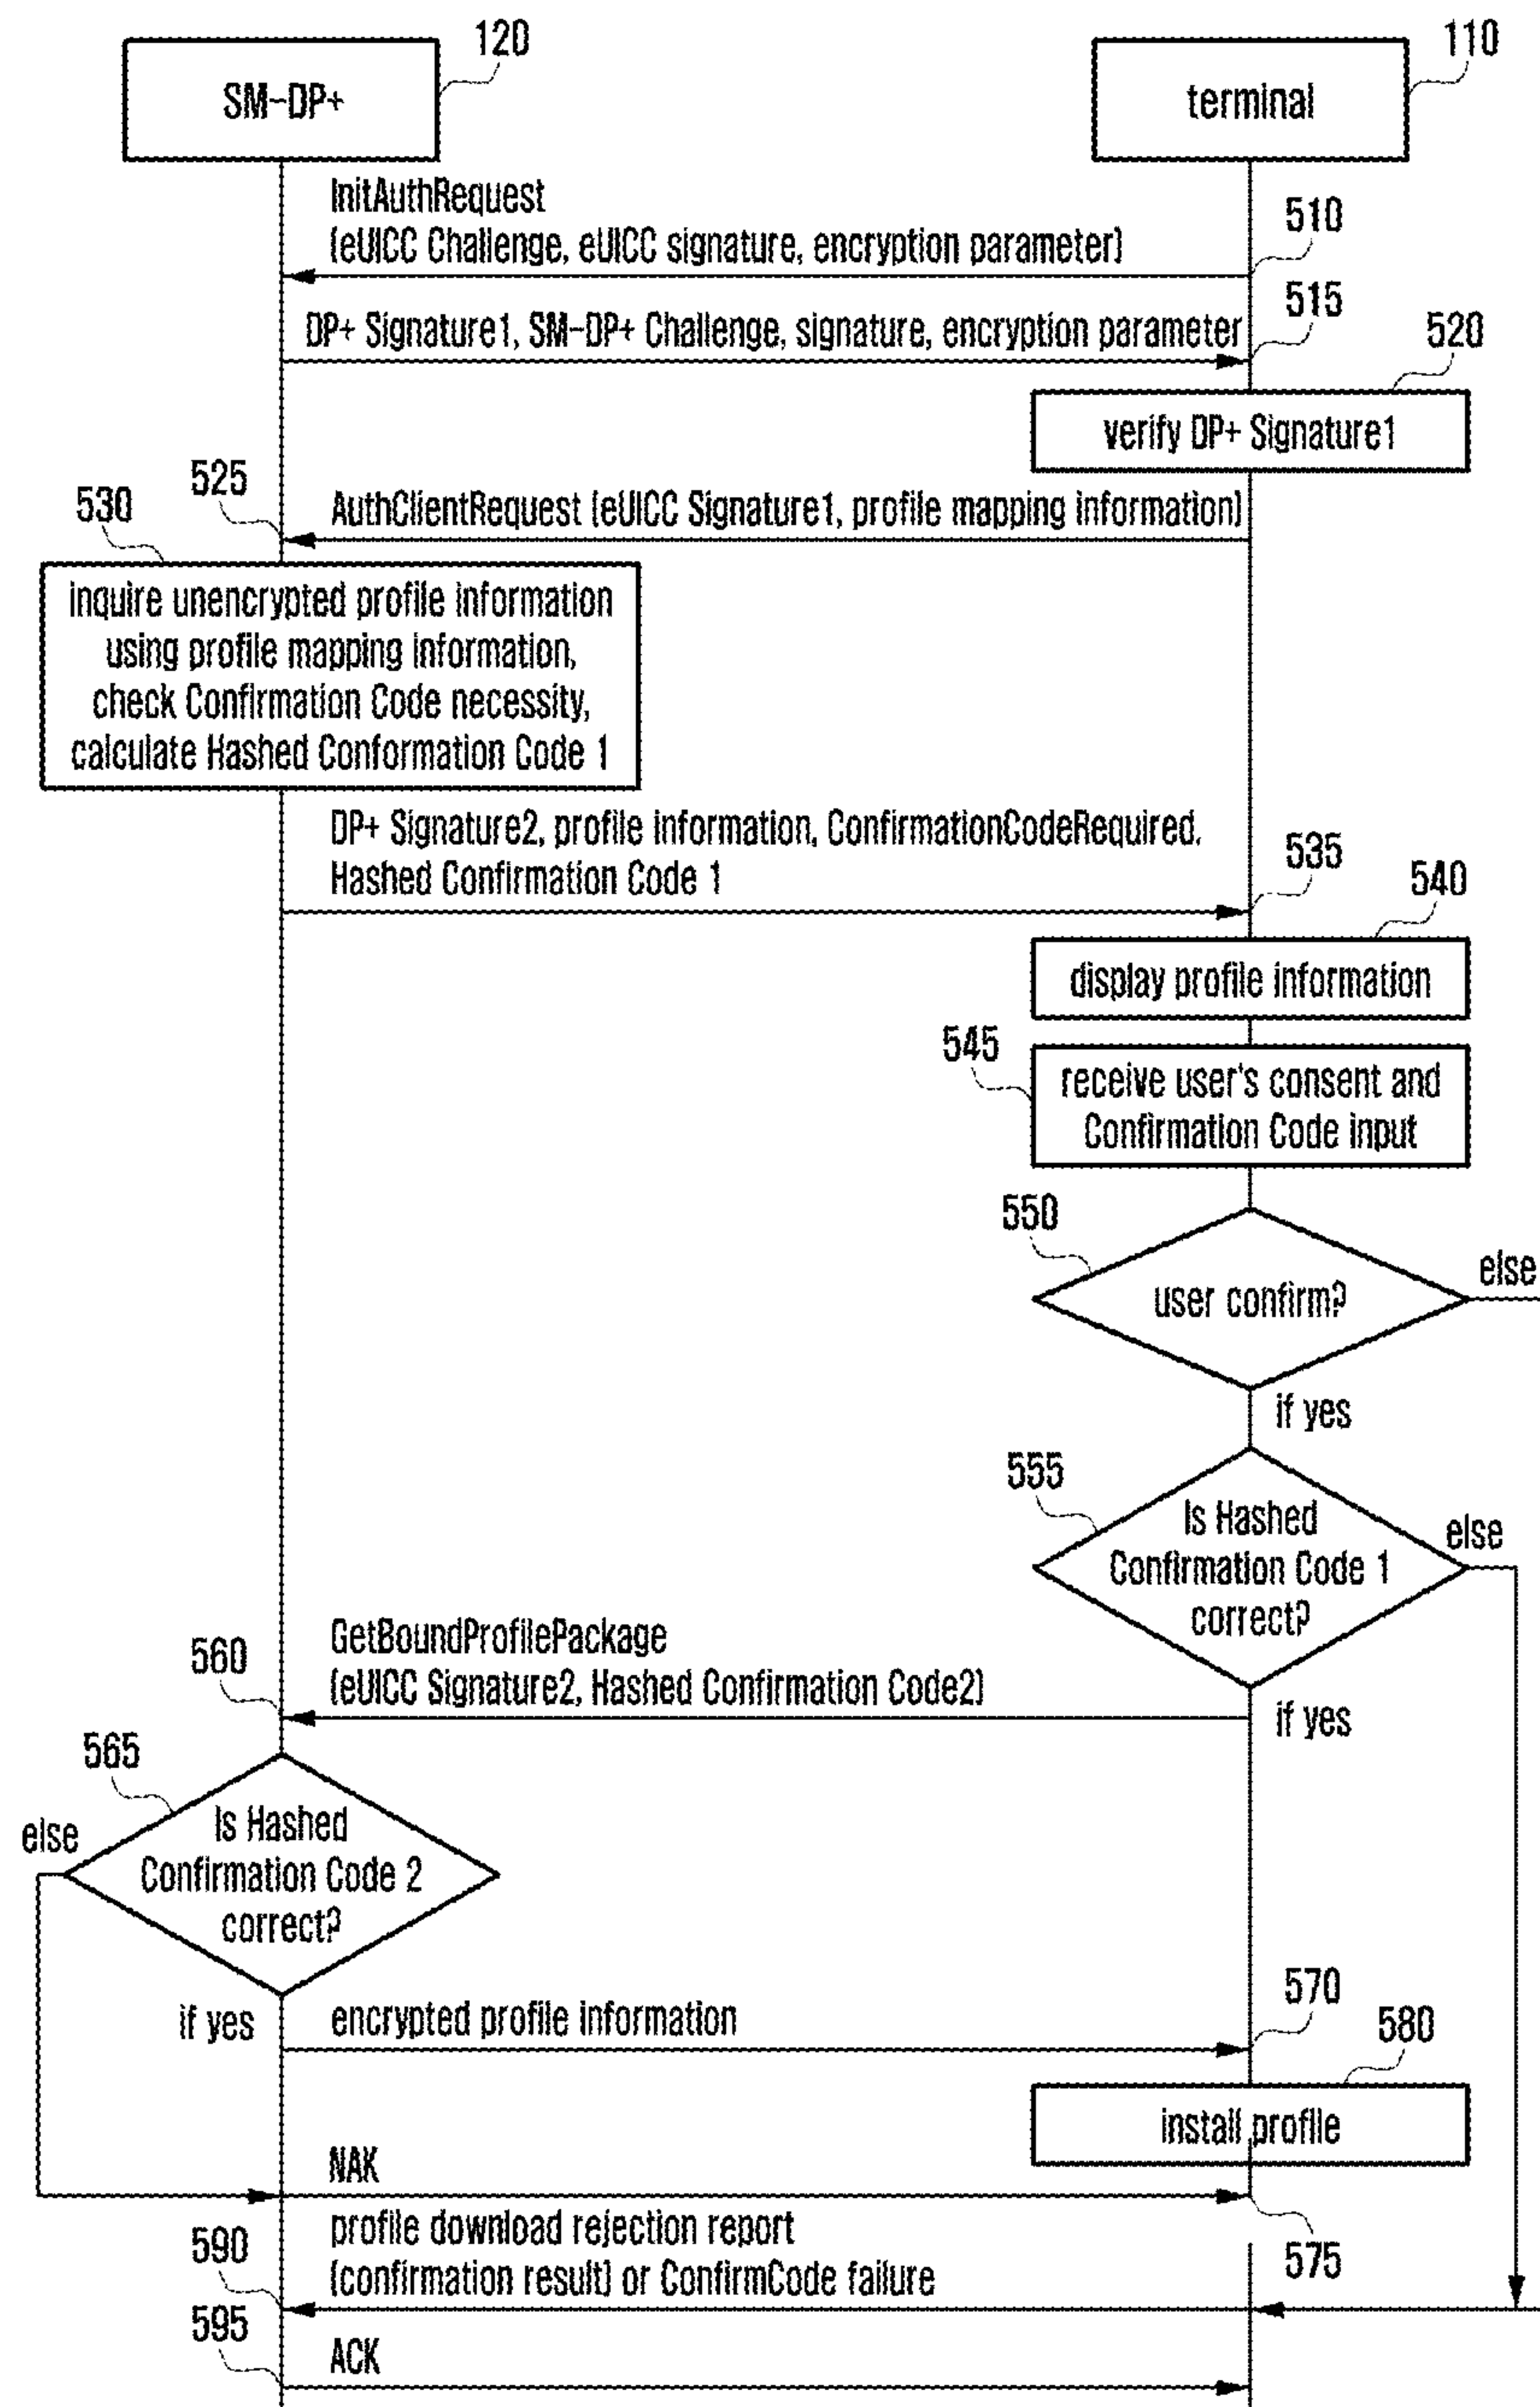 120
110
SM-DP+
terminal
InitAuthRequest
(eUICC Challenge, eUICC signature, encryption parameter)
510
515
DP+ Signature1, SM-DP+ Challenge, signature, encryption parameter
520
verify DP+ Signature1
525
530
AuthClientRequest (eUICC Signature1, profile mapping information)
inquire unencrypted profile information
using profile mapping information,
check Confirmation Code necessity,
calculate Hashed Conformation Code 1
DP+ Signature2, profile information, ConfirmationCodeRequired,
Hashed Confirmation Code 1
535
540
display profile information
545
receive user's consent and
Confirmation Code input
550
user confirm?
else
if yes
555
Is Hashed
Confirmation Code 1
correct?
else
GetBoundProfilePackage
(eUICC Signature2, Hashed Confirmation Code2)
560
if yes
565
Is Hashed
Confirmation Code 2
correct?
else
if yes
encrypted profile information
570
580
install profile
NAK
575
profile download rejection report
(confirmation result) or ConfirmCode failure
590
595
ACK